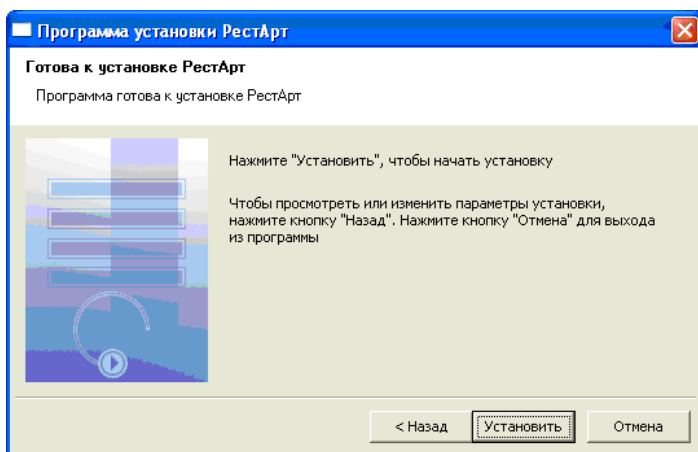 Программа установки РестАрт
Готова к установке РестАрт
Программа готова к установке РестАрт
Нажмите "Установить", чтобы начать установку
Чтобы просмотреть или изменить параметры установки,
нажмите кнопку "Назад". Нажмите кнопку "Отмена" для выхода
из программы
< Назад
Установить
Отмена